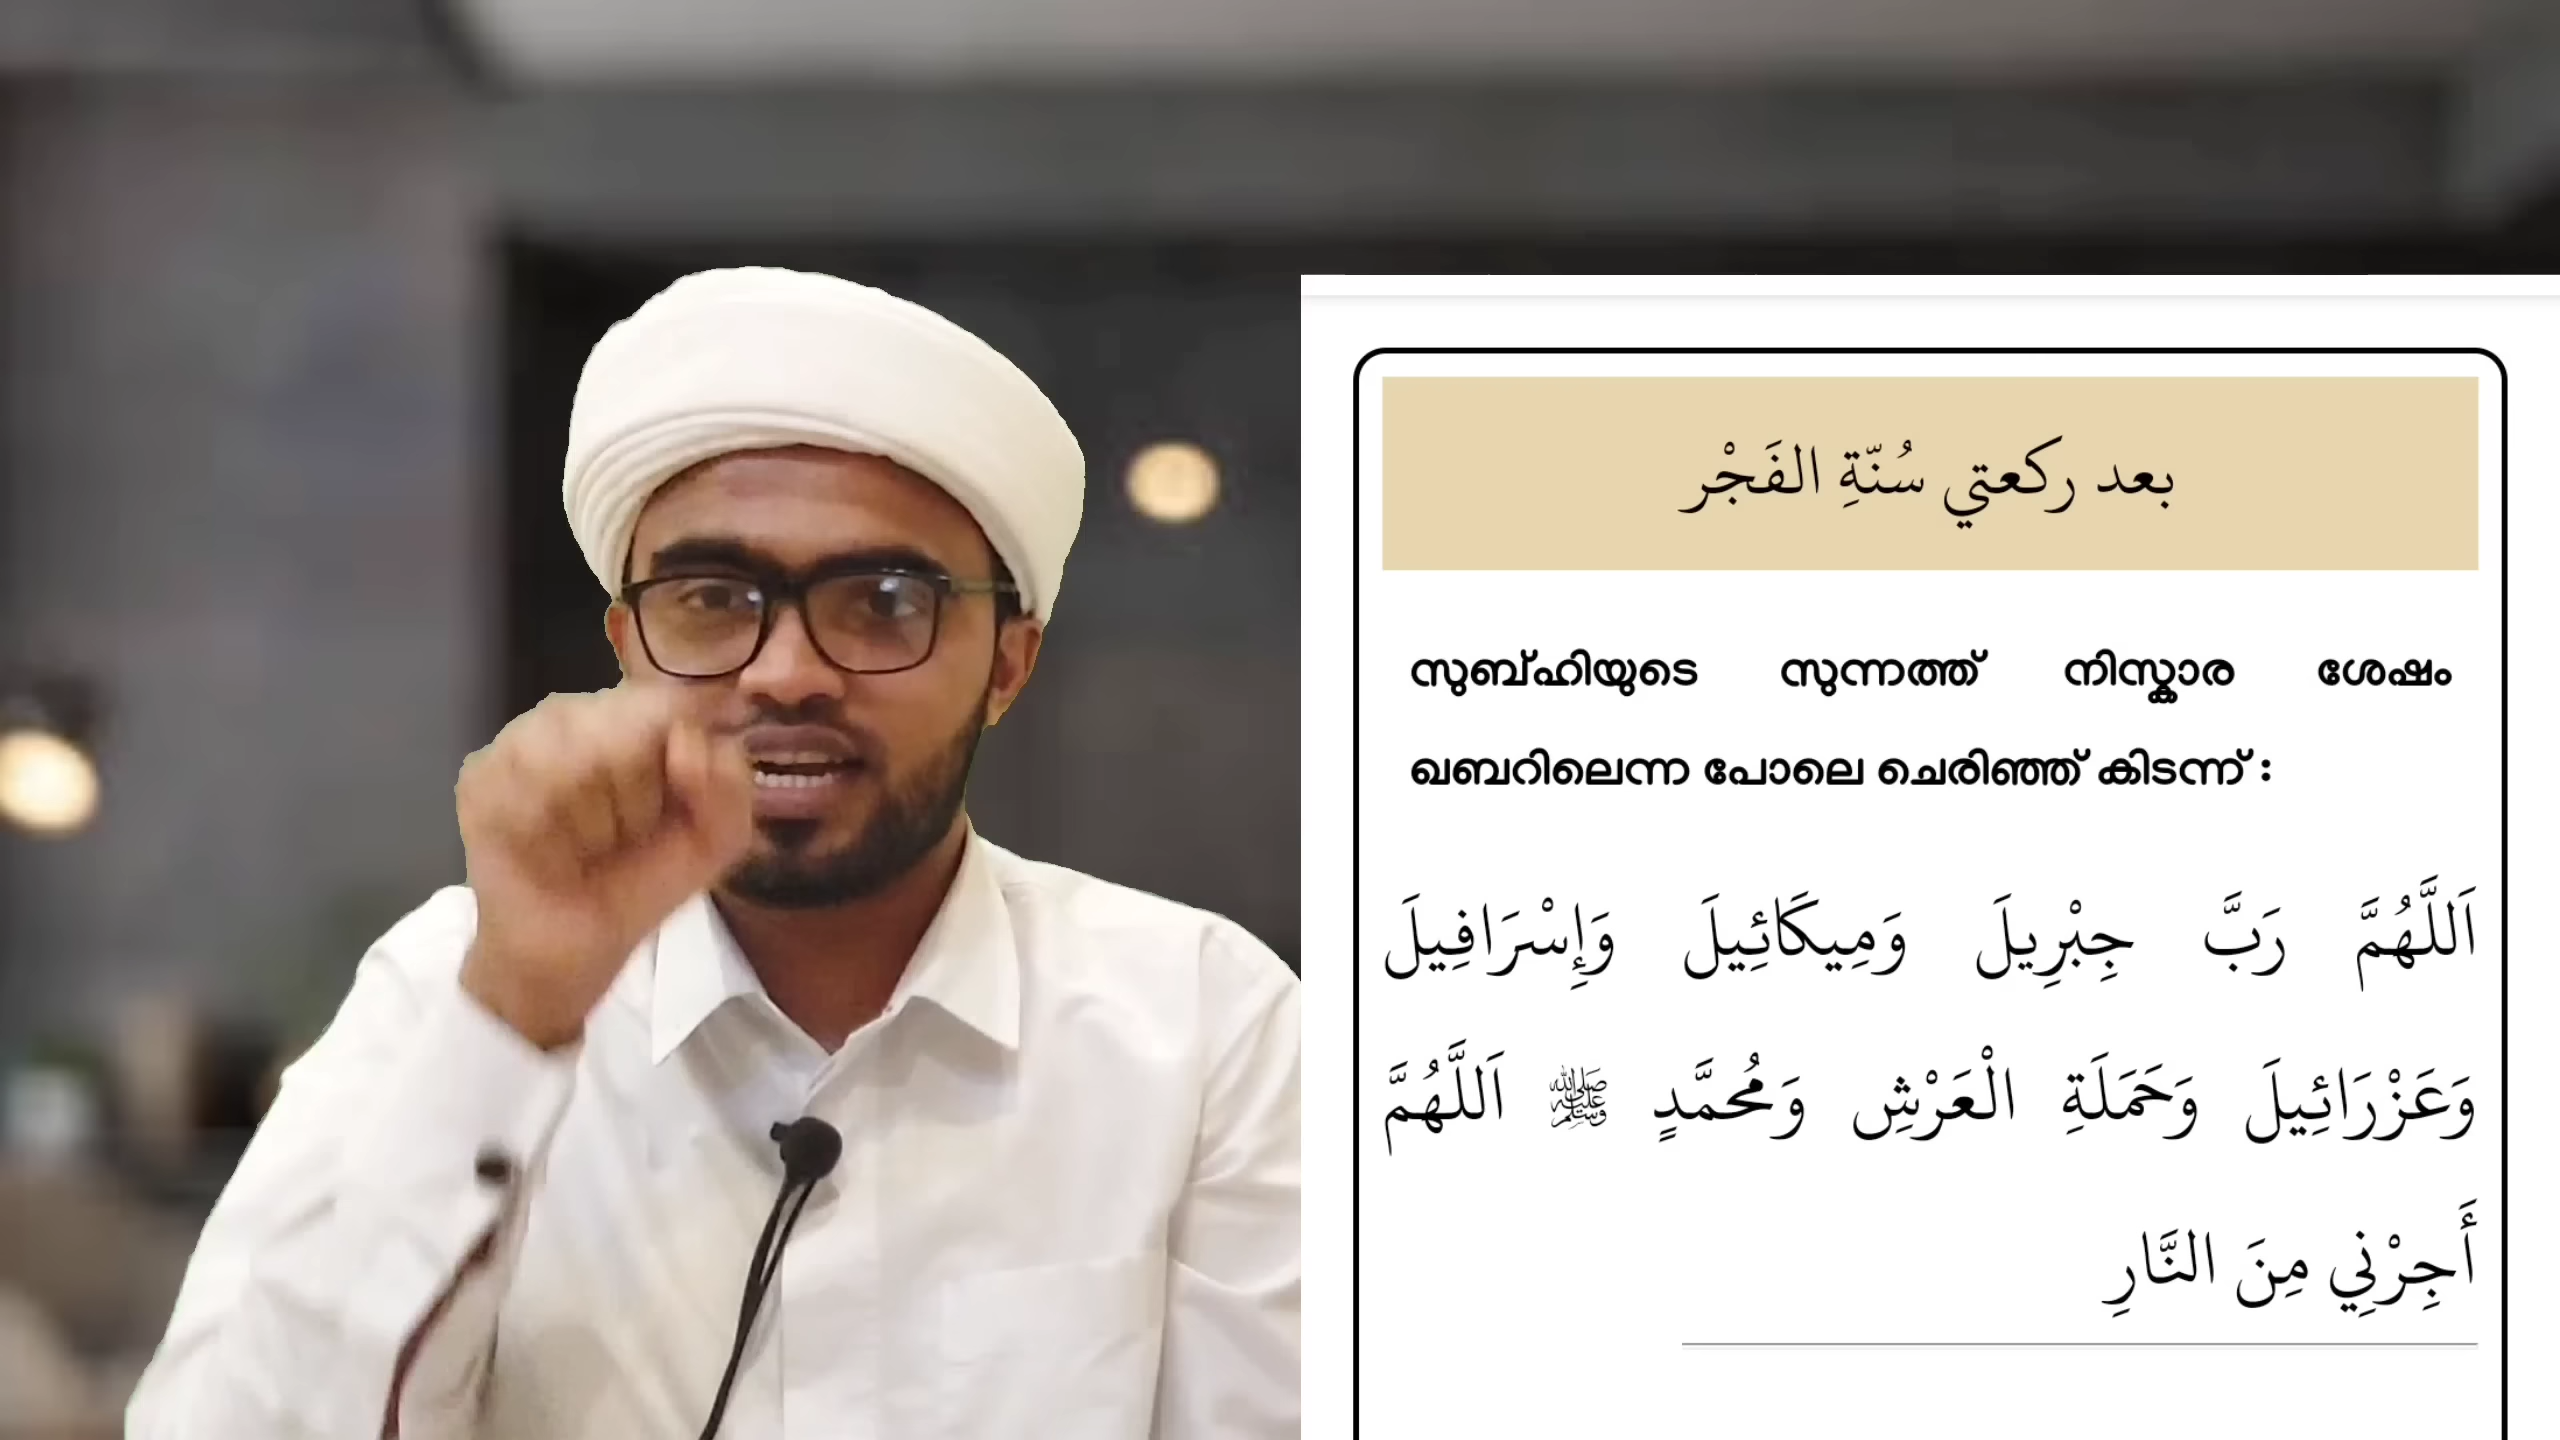 بعد ركعتي سُنّةِ الفَجْر
സുബ്ഹിയുടെ സുന്നത്ത് നിസ്കാര ശേഷം
ഖബറിലെന്ന പോലെ ചെരിഞ്ഞ് കിടന്ന് :
اَللَّهُمَّ رَبَّ جِبْرِيلَ وَمِيكَائِيلَ وَإِسْرَافِيلَ
وَعَزْرَائِيلَ وَحَمَلَةِ الْعَرْشِ وَمُحَمَّدٍ ﷺ اَللَّهُمَّ
أَجِرْنِي مِنَ النَّارِ